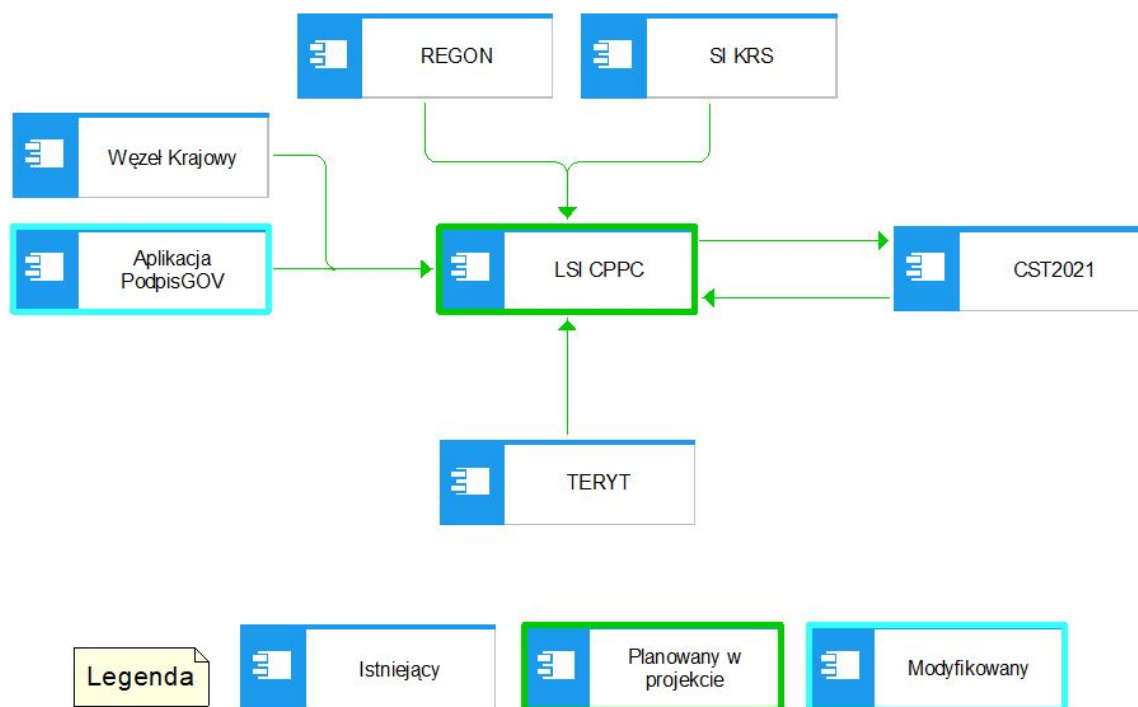 REGON
SI KRS
Węzeł Krajowy
Aplikacja
PodpisGOV
LSI CPPC
CST2021
TERYT
Legenda
Istniejący
Planowany w
projekcie
Modyfikowany